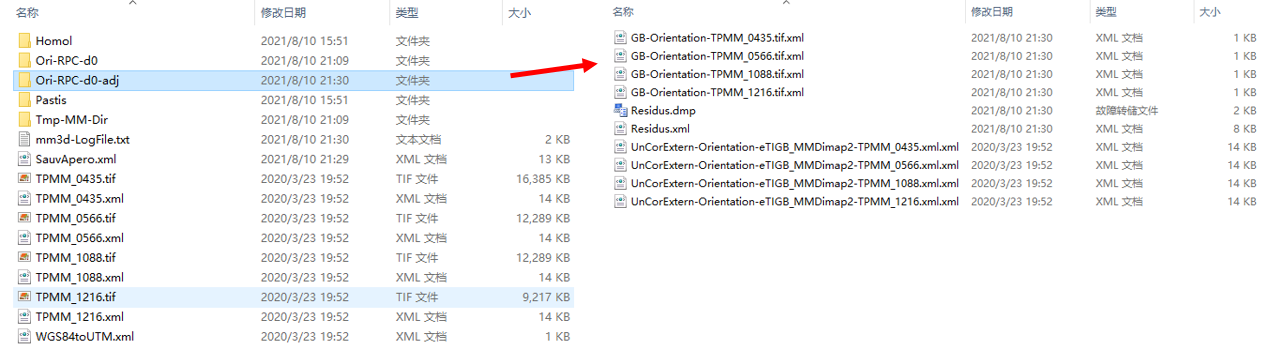 名称 修改日期 类型 大小
Homol 2021/8/10 15:51 文件夹
Ori-RPC-d0 2021/8/10 21:09 文件夹
Ori-RPC-d0-adj 2021/8/10 21:30 文件夹
Pastis 2021/8/10 15:51 文件夹
Tmp-MM-Dir 2021/8/10 21:09 文件夹
mm3d-LogFile.txt 2021/8/10 21:30 文本文档 2 KB
SauvApero.xml 2021/8/10 21:29 XML 文档 13 KB
TPMM_0435.tif 2020/3/23 19:52 TIF 文件 16,385 KB
TPMM_0435.xml 2020/3/23 19:52 XML 文档 14 KB
TPMM_0566.tif 2020/3/23 19:52 TIF 文件 12,289 KB
TPMM_0566.xml 2020/3/23 19:52 XML 文档 14 KB
TPMM_1088.tif 2020/3/23 19:52 TIF 文件 12,289 KB
TPMM_1088.xml 2020/3/23 19:52 XML 文档 14 KB
TPMM_1216.tif 2020/3/23 19:52 TIF 文件 9,217 KB
TPMM_1216.xml 2020/3/23 19:52 XML 文档 14 KB
WGS84toUTM.xml 2020/3/23 19:52 XML 文档 1 KB
名称 修改日期 类型 大小
GB-Orientation-TPMM_0435.tif.xml 2021/8/10 21:30 XML 文档 1 KB
GB-Orientation-TPMM_0566.tif.xml 2021/8/10 21:30 XML 文档 1 KB
GB-Orientation-TPMM_1088.tif.xml 2021/8/10 21:30 XML 文档 1 KB
GB-Orientation-TPMM_1216.tif.xml 2021/8/10 21:30 XML 文档 1 KB
Residus.dmp 2021/8/10 21:30 故障转储文件 2 KB
Residus.xml 2021/8/10 21:30 XML 文档 8 KB
UnCorExtern-Orientation-eTIGB_MMDimap2-TPMM_0435.xml.xml 2020/3/23 19:52 XML 文档 14 KB
UnCorExtern-Orientation-eTIGB_MMDimap2-TPMM_0566.xml.xml 2020/3/23 19:52 XML 文档 14 KB
UnCorExtern-Orientation-eTIGB_MMDimap2-TPMM_1088.xml.xml 2020/3/23 19:52 XML 文档 14 KB
UnCorExtern-Orientation-eTIGB_MMDimap2-TPMM_1216.xml.xml 2020/3/23 19:52 XML 文档 14 KB